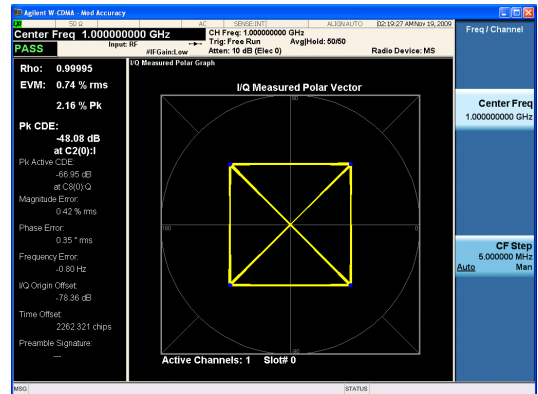 Agilent W-CDMA - Mod Accuracy
50 Ω AC SENSE:INT ALIGN AUTO 02:19:27 AM Nov 19, 2009
Center Freq 1.000000000 GHz
CH Freq: 1.000000000 GHz
Trig: Free Run Avg|Hold: 50/50
PASS Input: RF #IFGain:Low Atten: 10 dB (Elec 0) Radio Device: MS
Freq / Channel
I/Q Measured Polar Graph
Rho: 0.99995
EVM: 0.74 % rms
2.16 % Pk
Pk CDE:
-48.08 dB
at C2(0):I
Pk Active CDE:
-66.95 dB
at C8(0):Q
Magnitude Error:
0.42 % rms
Phase Error:
0.35 ° rms
Frequency Error:
-0.80 Hz
I/Q Origin Offset:
-78.36 dB
Time Offset:
2262.321 chips
Preamble Signature:
---
I/Q Measured Polar Vector
90
180
0
Active Channels: 1 Slot# 0
Center Freq
1.000000000 GHz
CF Step
5.000000 MHz
Auto Man
MSG STATUS